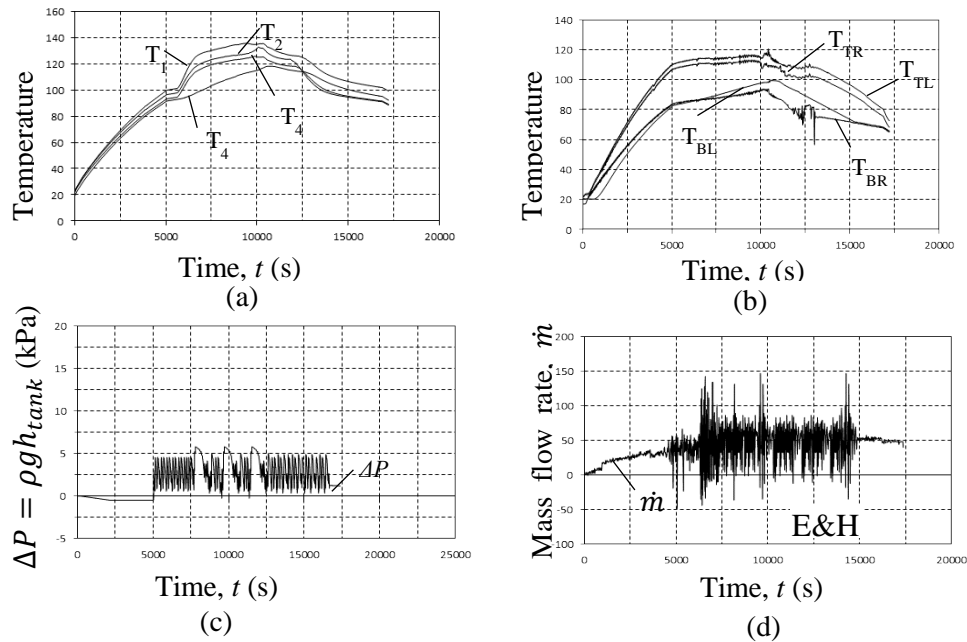 160
140
120
100
80
60
40
20
0
0 5000 10000 15000 20000
Temperature
T1
T2
T4
T4
Time, t (s)
(a)
140
120
100
80
60
40
20
0
0 5000 10000 15000 20000
Temperature
TTR
TTL
TBL
TBR
Time, t (s)
(b)
20
15
10
5
0
-5
0 5000 10000 15000 20000 25000
ΔP = ρgh_tank (kPa)
ΔP
Time, t (s)
(c)
200
150
100
50
0
50
100
0 5000 10000 15000 20000
Mass flow rate, ṁ
ṁ
E&H
Time, t (s)
(d)